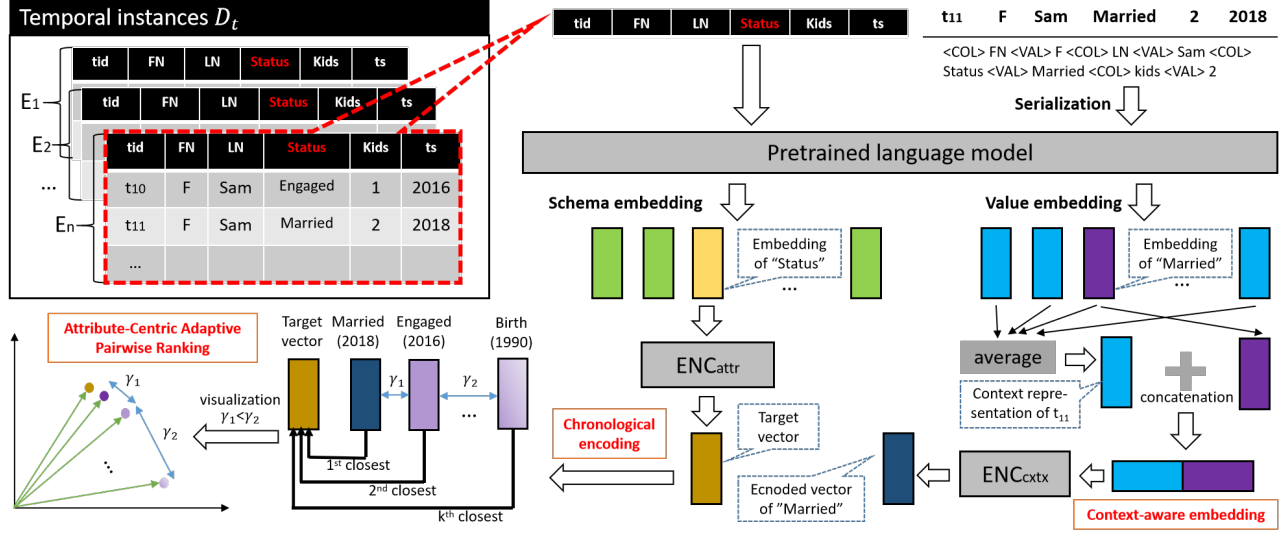 Temporal instances Dt
tid FN LN Status Kids ts
E1
tid FN LN Status Kids ts
E2
...
En
tid FN LN Status Kids ts
t10 F Sam Engaged 1 2016
t11 F Sam Married 2 2018
...
tid FN LN Status Kids ts
t11 F Sam Married 2 2018
<COL> FN <VAL> F <COL> LN <VAL> Sam <COL>
Status <VAL> Married <COL> kids <VAL> 2
Serialization
Pretrained language model
Schema embedding
Embedding
of “Status”
...
Value embedding
Embedding
of “Married”
...
ENCattr
average
Context repre-
sentation of t11
concatenation
Target
vector
Ecnoded vector
of ”Married”
ENCcxtx
Context-aware embedding
Chronological
encoding
Target
vector
Married
(2018)
Engaged
(2016)
Birth
(1990)
γ1
γ2
...
1st closest
2nd closest
kth closest
visualization
γ1<γ2
Attribute-Centric Adaptive
Pairwise Ranking
γ1
γ2
...